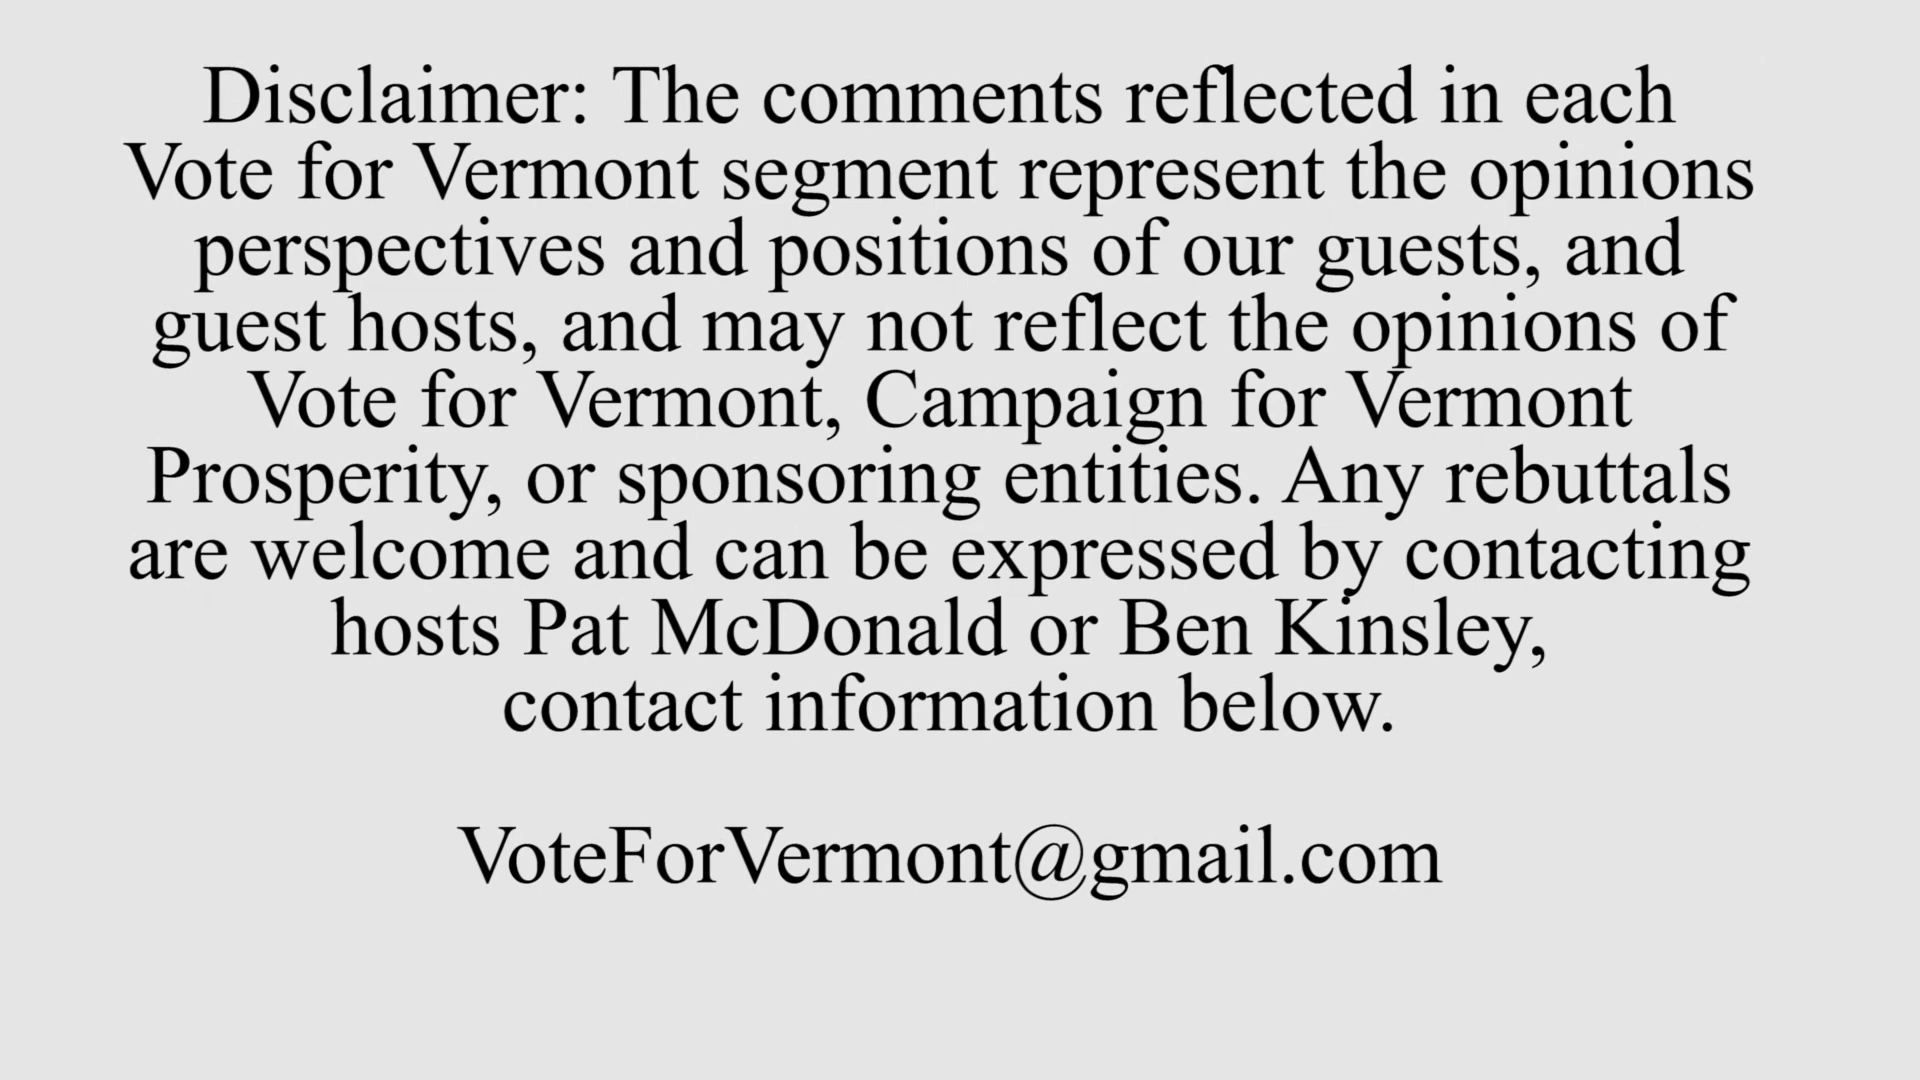 Disclaimer: The comments reflected in each
Vote for Vermont segment represent the opinions
perspectives and positions of our guests, and
guest hosts, and may not reflect the opinions of
Vote for Vermont, Campaign for Vermont
Prosperity, or sponsoring entities. Any rebuttals
are welcome and can be expressed by contacting
hosts Pat McDonald or Ben Kinsley,
contact information below.
VoteForVermont@gmail.com